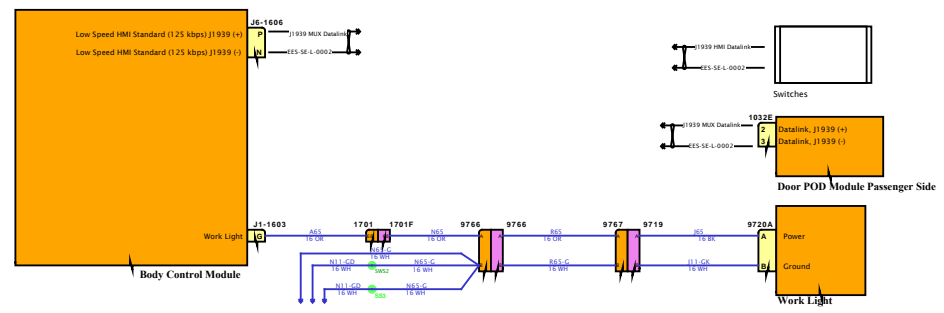 J6-1606
Low Speed HMI Standard (125 kbps) J1939 (+)
P
J1939 MUX Datalink
Low Speed HMI Standard (125 kbps) J1939 (-)
N
EES-SE-L-0002
J1939 HMI Datalink
EES-SE-L-0002
Switches
1032E
J1939 MUX Datalink
2
Datalink, J1939 (+)
EES-SE-L-0002
3
Datalink, J1939 (-)
Door POD Module Passenger Side
J1-1603
1701
1701F
9766
9766
9767
9719
9720A
Work Light
G
A65
16 OR
N65
16 OR
A
A
R65
16 OR
A
A
J65
16 BK
A
Power
N65-G
16 WH
N11-GD
16 WH
SWS2
N65-G
16 WH
R65-G
16 WH
J11-GK
16 WH
B
Ground
Body Control Module
N11-GD
16 WH
N65-G
16 WH
Work Light